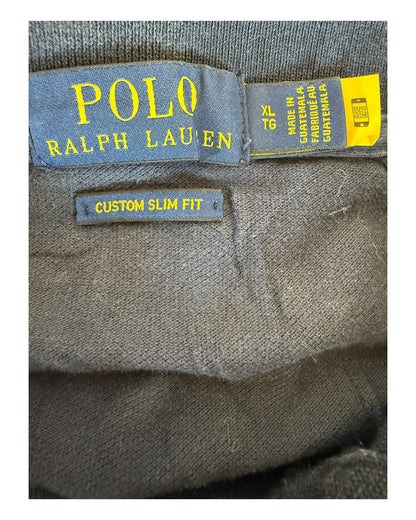 POLO
RALPH LAUREN
XL
TG
MADE IN
GUATEMALA
FABRIQUÉ AU
GUATEMALA
CUSTOM SLIM FIT